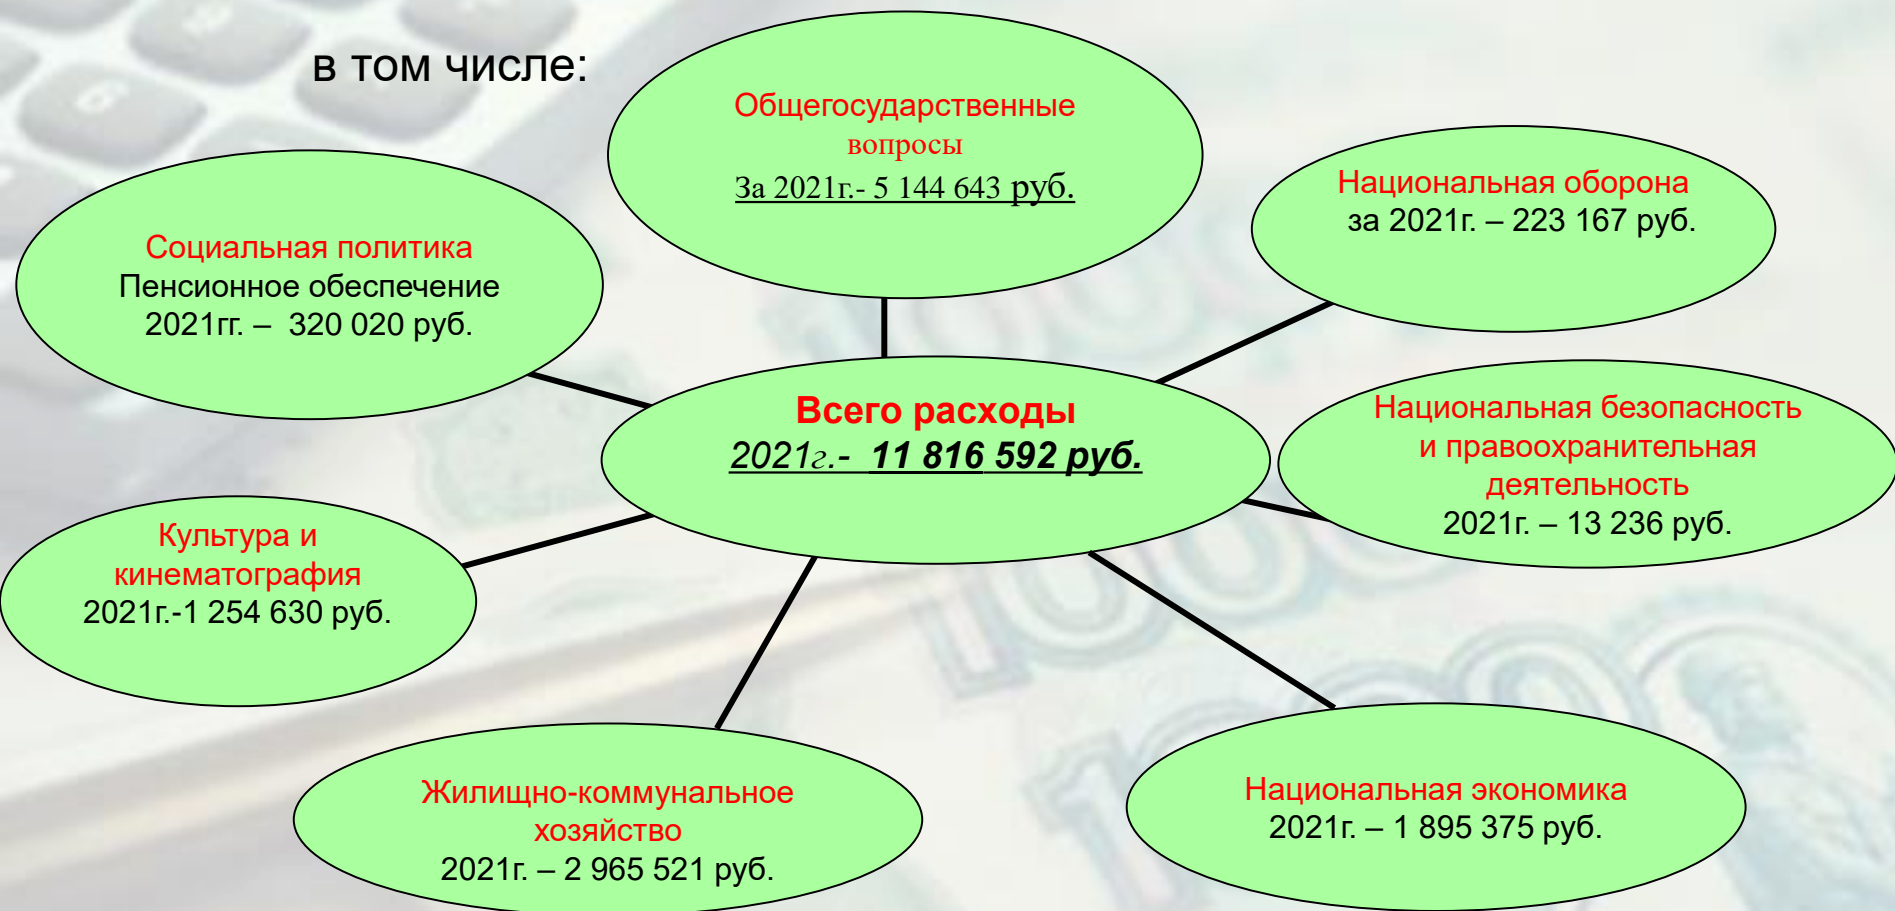 в том числе:
Общегосударственные
вопросы
За 2021г.- 5 144 643 руб.
Национальная оборона
за 2021г. – 223 167 руб.
Социальная политика
Пенсионное обеспечение
2021гг. – 320 020 руб.
Всего расходы
2021г.- 11 816 592 руб.
Национальная безопасность
и правоохранительная
деятельность
2021г. – 13 236 руб.
Культура и
кинематография
2021г.-1 254 630 руб.
Жилищно-коммунальное
хозяйство
2021г. – 2 965 521 руб.
Национальная экономика
2021г. – 1 895 375 руб.